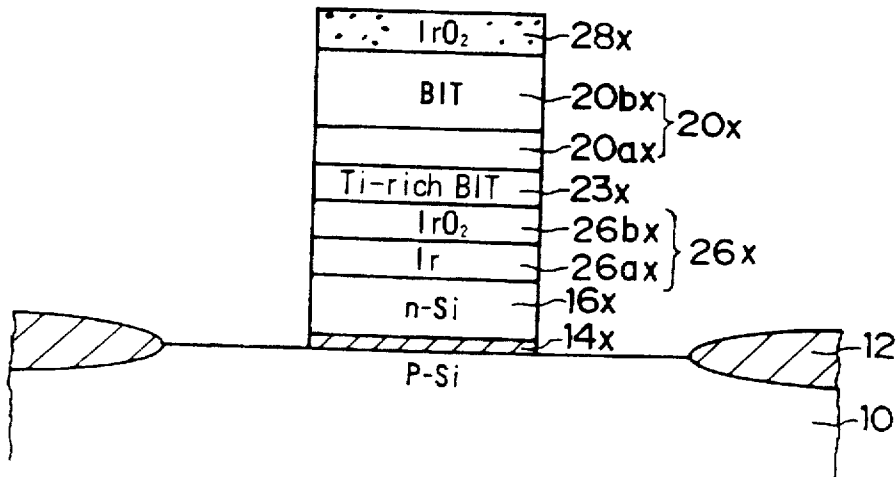 IrO₂ 28x
BIT 20bx
20x
20ax
Ti-rich BIT 23x
IrO₂ 26bx
26x
Ir 26ax
n-Si 16x
14x
P-Si
12
10